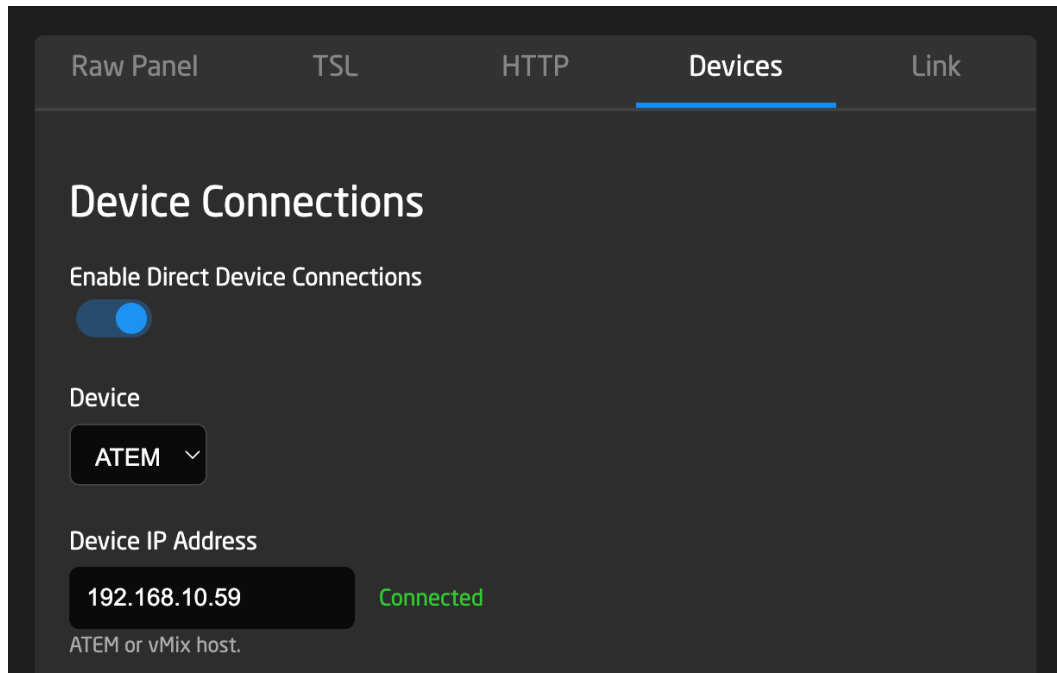 Raw Panel TSL HTTP Devices Link
Device Connections
Enable Direct Device Connections
Device
ATEM
Device IP Address
192.168.10.59 Connected
ATEM or vMix host.